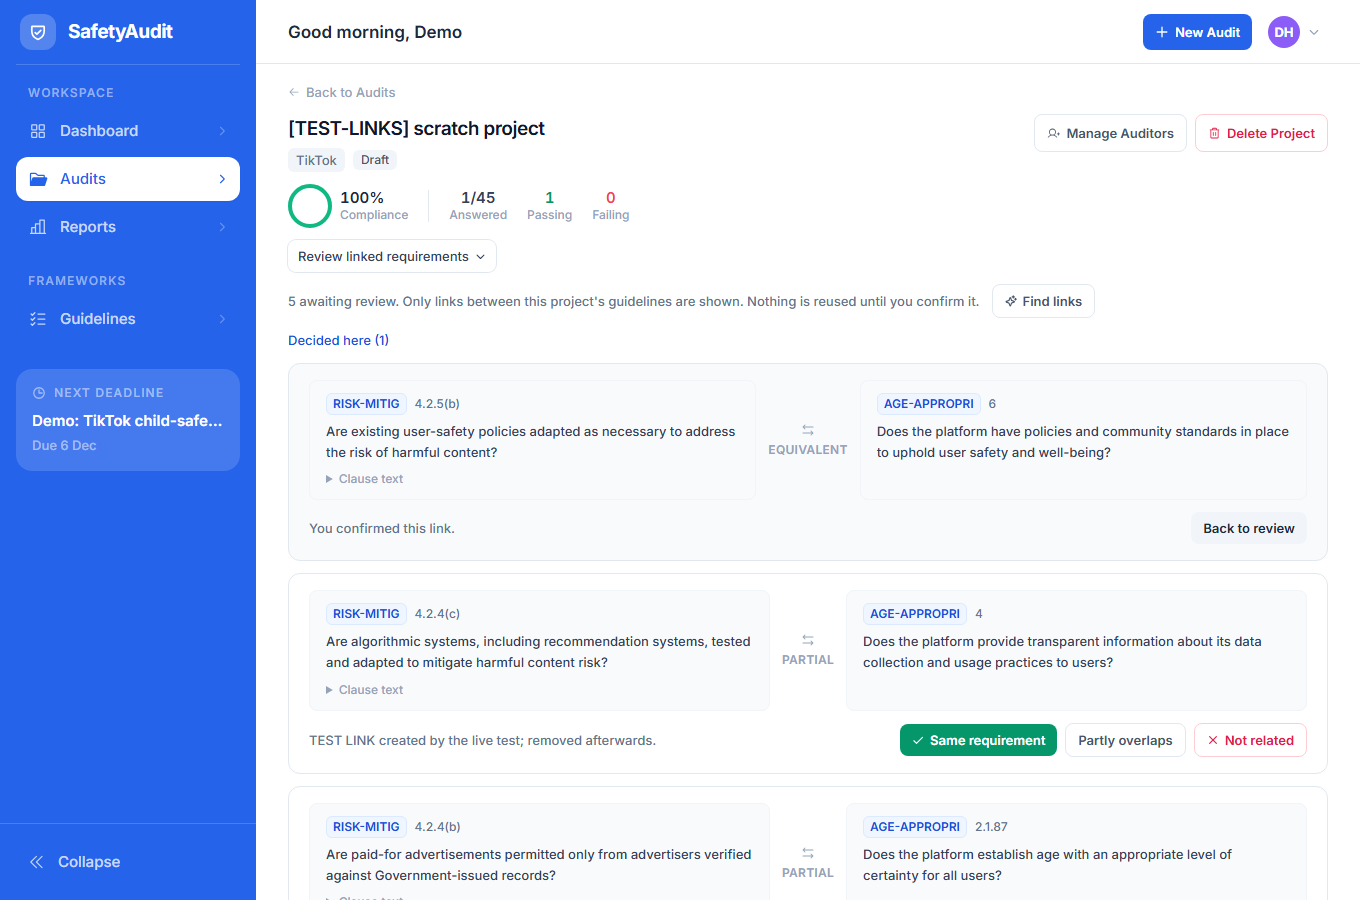 SafetyAudit
Good morning, Demo
New Audit
DH
WORKSPACE
Dashboard
Audits
Reports
FRAMEWORKS
Guidelines
NEXT DEADLINE
Demo: TikTok child-safe...
Due 6 Dec
Collapse
Back to Audits
[TEST-LINKS] scratch project
Manage Auditors
Delete Project
TikTok
Draft
100%
Compliance
1/45
Answered
1
Passing
0
Failing
Review linked requirements
5 awaiting review. Only links between this project's guidelines are shown. Nothing is reused until you confirm it.
Find links
Decided here (1)
RISK-MITIG 4.2.5(b)
Are existing user-safety policies adapted as necessary to address
the risk of harmful content?
Clause text
EQUIVALENT
AGE-APPROPRI 6
Does the platform have policies and community standards in place
to uphold user safety and well-being?
You confirmed this link.
Back to review
RISK-MITIG 4.2.4(c)
Are algorithmic systems, including recommendation systems, tested
and adapted to mitigate harmful content risk?
Clause text
PARTIAL
AGE-APPROPRI 4
Does the platform provide transparent information about its data
collection and usage practices to users?
TEST LINK created by the live test; removed afterwards.
Same requirement
Partly overlaps
Not related
RISK-MITIG 4.2.4(b)
Are paid-for advertisements permitted only from advertisers verified
against Government-issued records?
Clause text
PARTIAL
AGE-APPROPRI 2.1.87
Does the platform establish age with an appropriate level of
certainty for all users?